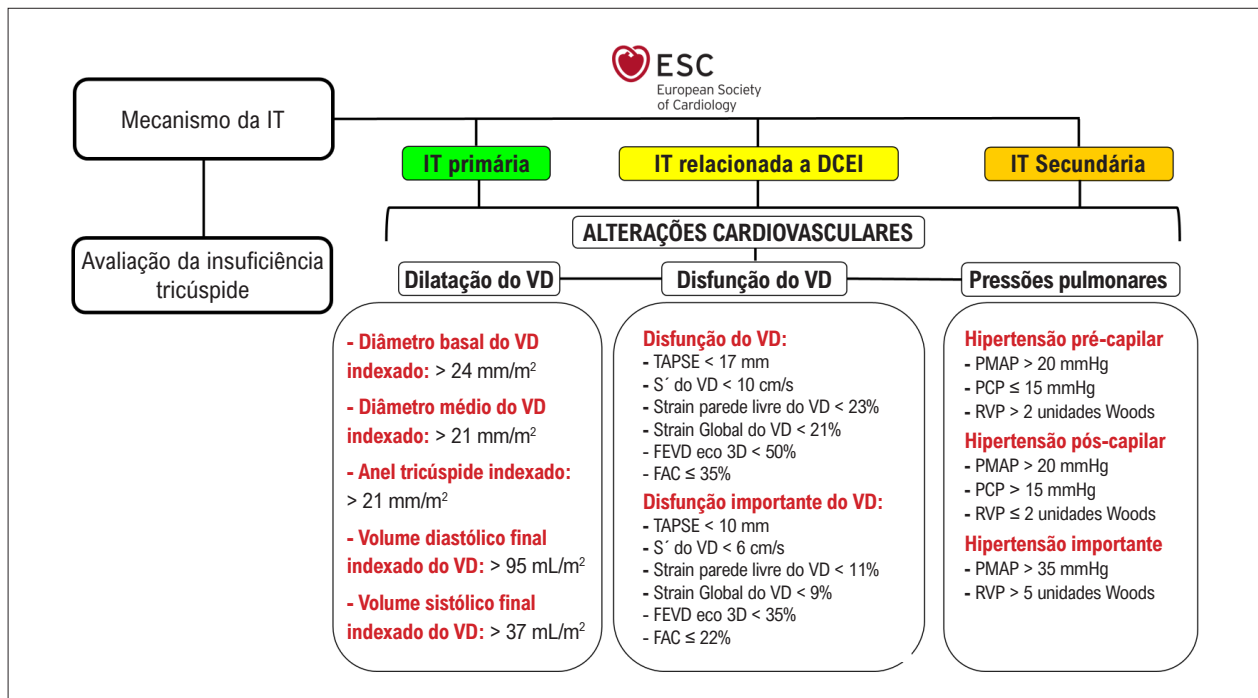 ESC
European Society
of Cardiology
Mecanismo da IT
IT primária
IT relacionada a DCEI
IT Secundária
Avaliação da insuficiência
tricúspide
ALTERAÇÕES CARDIOVASCULARES
Dilatação do VD
Disfunção do VD
Pressões pulmonares
- Diâmetro basal do VD
indexado: > 24 mm/m²
- Diâmetro médio do VD
indexado: > 21 mm/m²
- Anel tricúspide indexado:
> 21 mm/m²
- Volume diastólico final
indexado do VD: > 95 mL/m²
- Volume sistólico final
indexado do VD: > 37 mL/m²
Disfunção do VD:
- TAPSE < 17 mm
- S´ do VD < 10 cm/s
- Strain parede livre do VD < 23%
- Strain Global do VD < 21%
- FEVD eco 3D < 50%
- FAC ≤ 35%
Disfunção importante do VD:
- TAPSE < 10 mm
- S´ do VD < 6 cm/s
- Strain parede livre do VD < 11%
- Strain Global do VD < 9%
- FEVD eco 3D < 35%
- FAC ≤ 22%
Hipertensão pré-capilar
- PMAP > 20 mmHg
- PCP ≤ 15 mmHg
- RVP > 2 unidades Woods
Hipertensão pós-capilar
- PMAP > 20 mmHg
- PCP > 15 mmHg
- RVP ≤ 2 unidades Woods
Hipertensão importante
- PMAP > 35 mmHg
- RVP > 5 unidades Woods